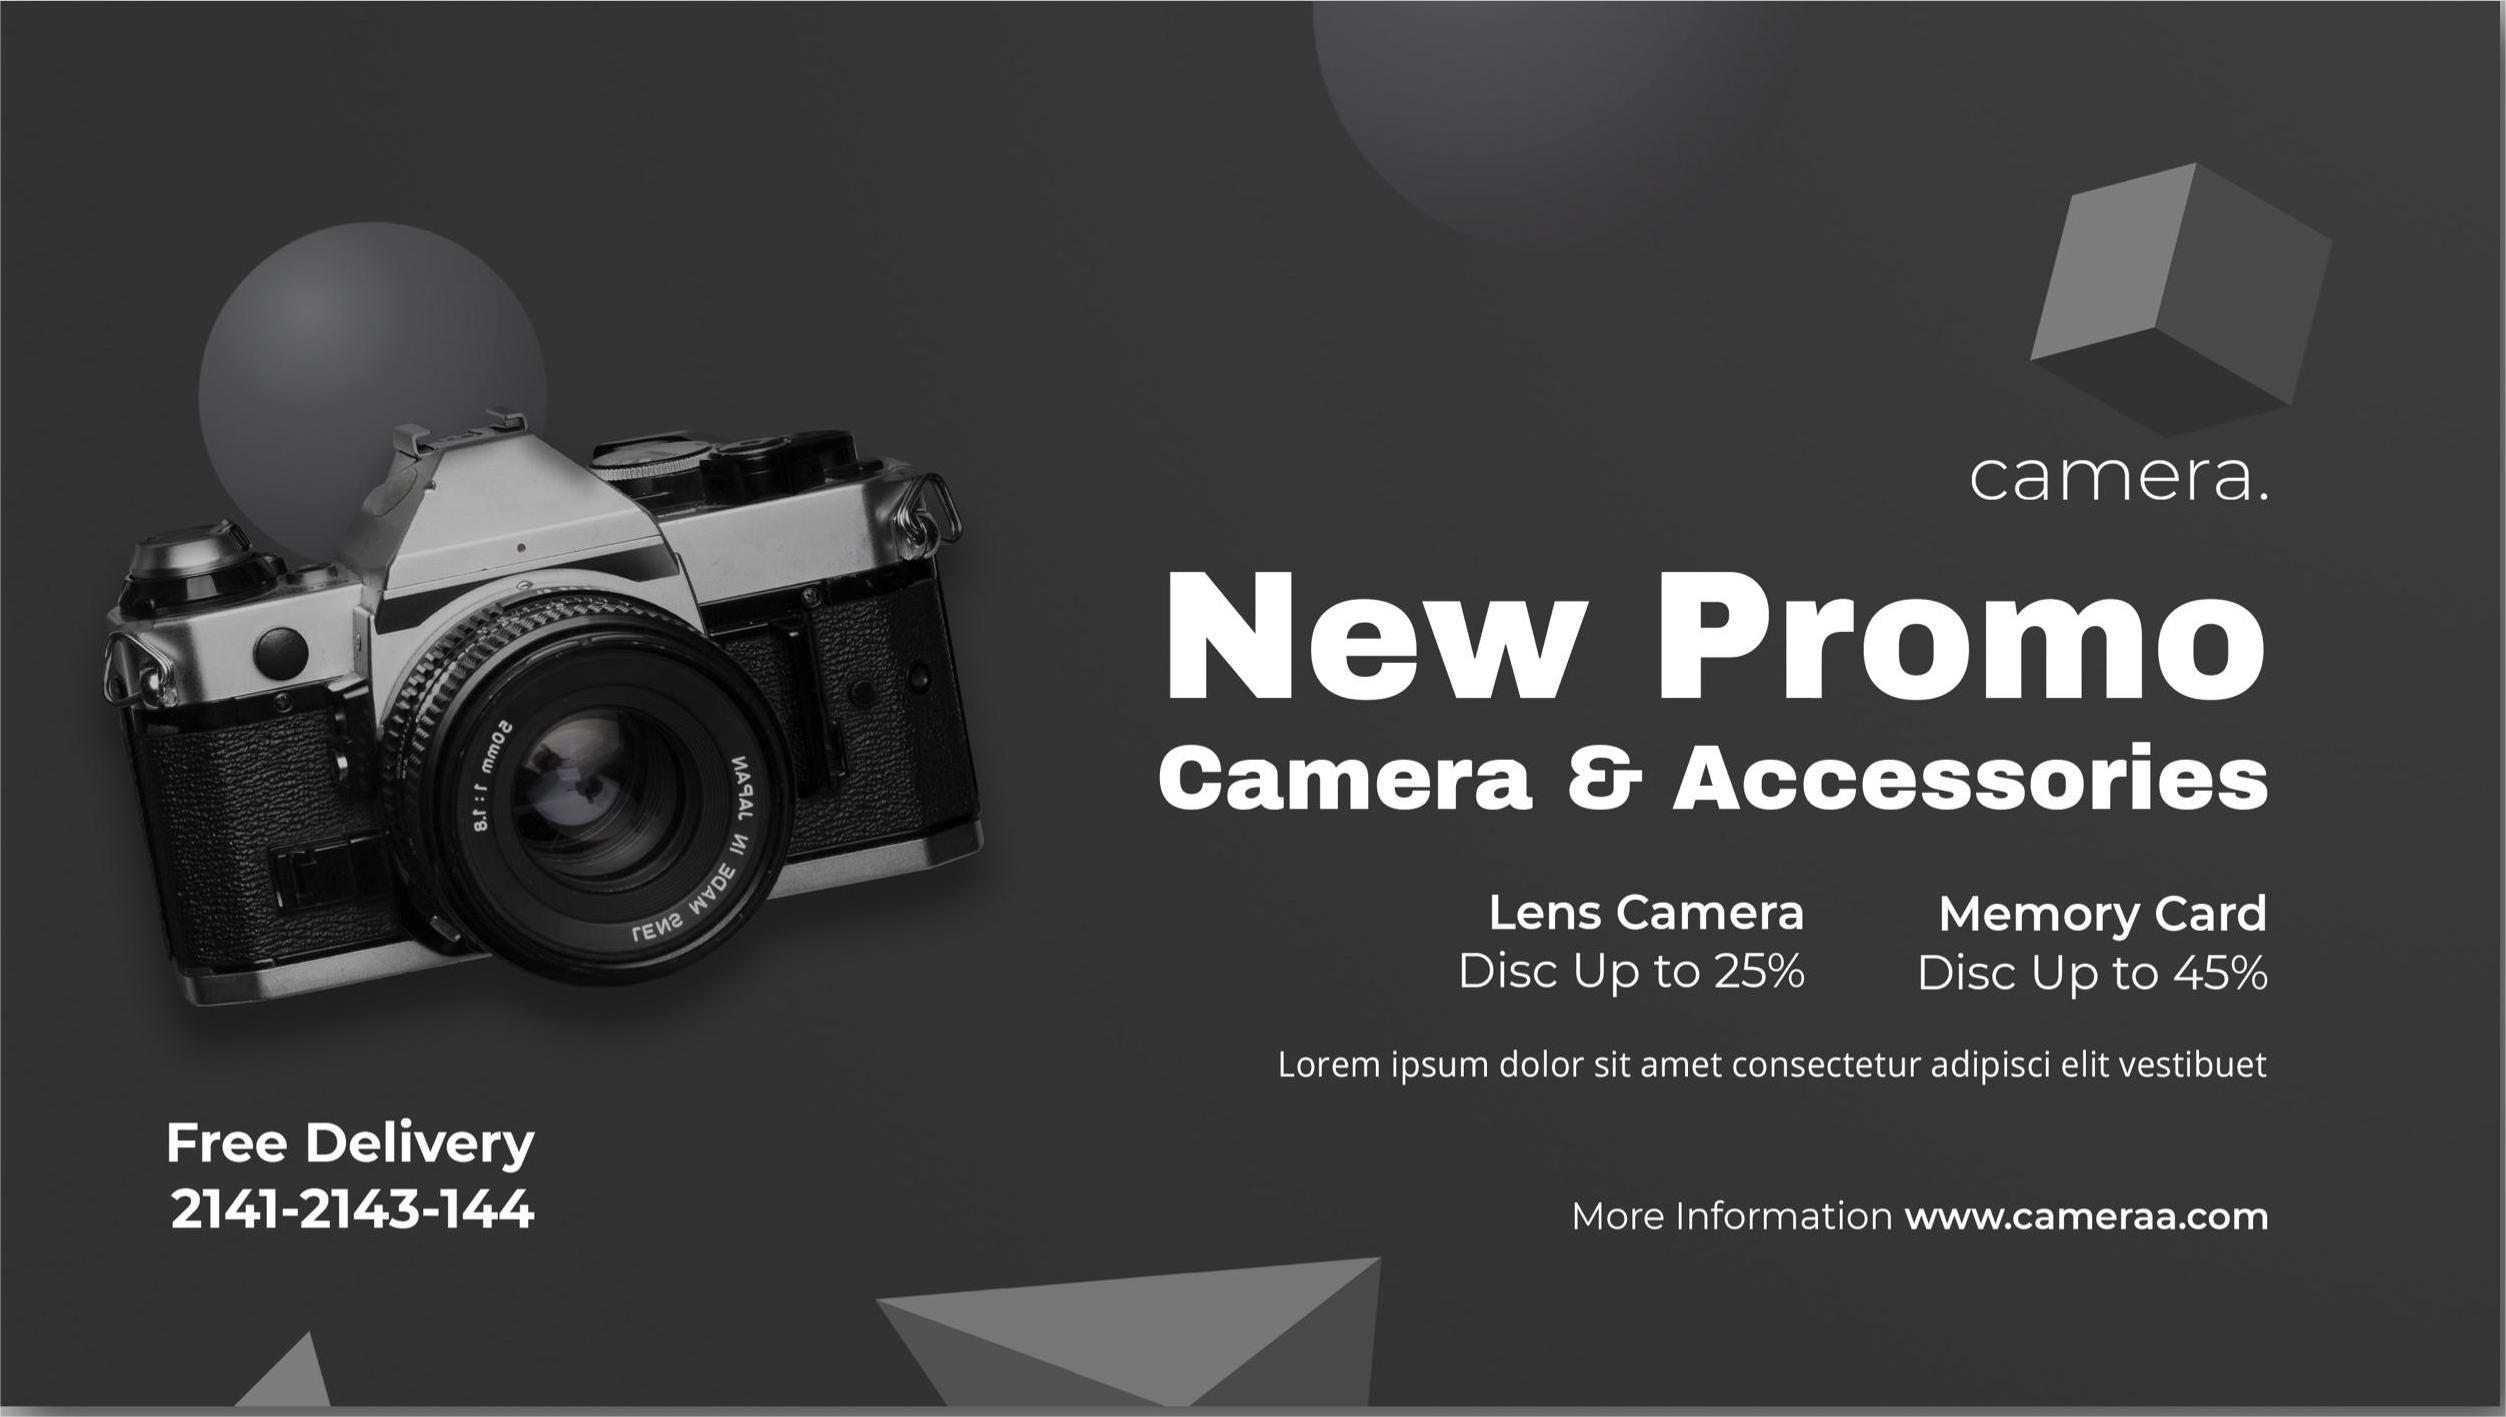 camera.
New Promo
Camera & Accessories
Lens Camera
Disc Up to 25%
Memory Card
Disc Up to 45%
Lorem ipsum dolor sit amet consectetur adipisci elit vestibuet
More Information www.cameraa.com
Free Delivery
2141-2143-144
50mm 1:1.8
LENS MADE IN JAPAN